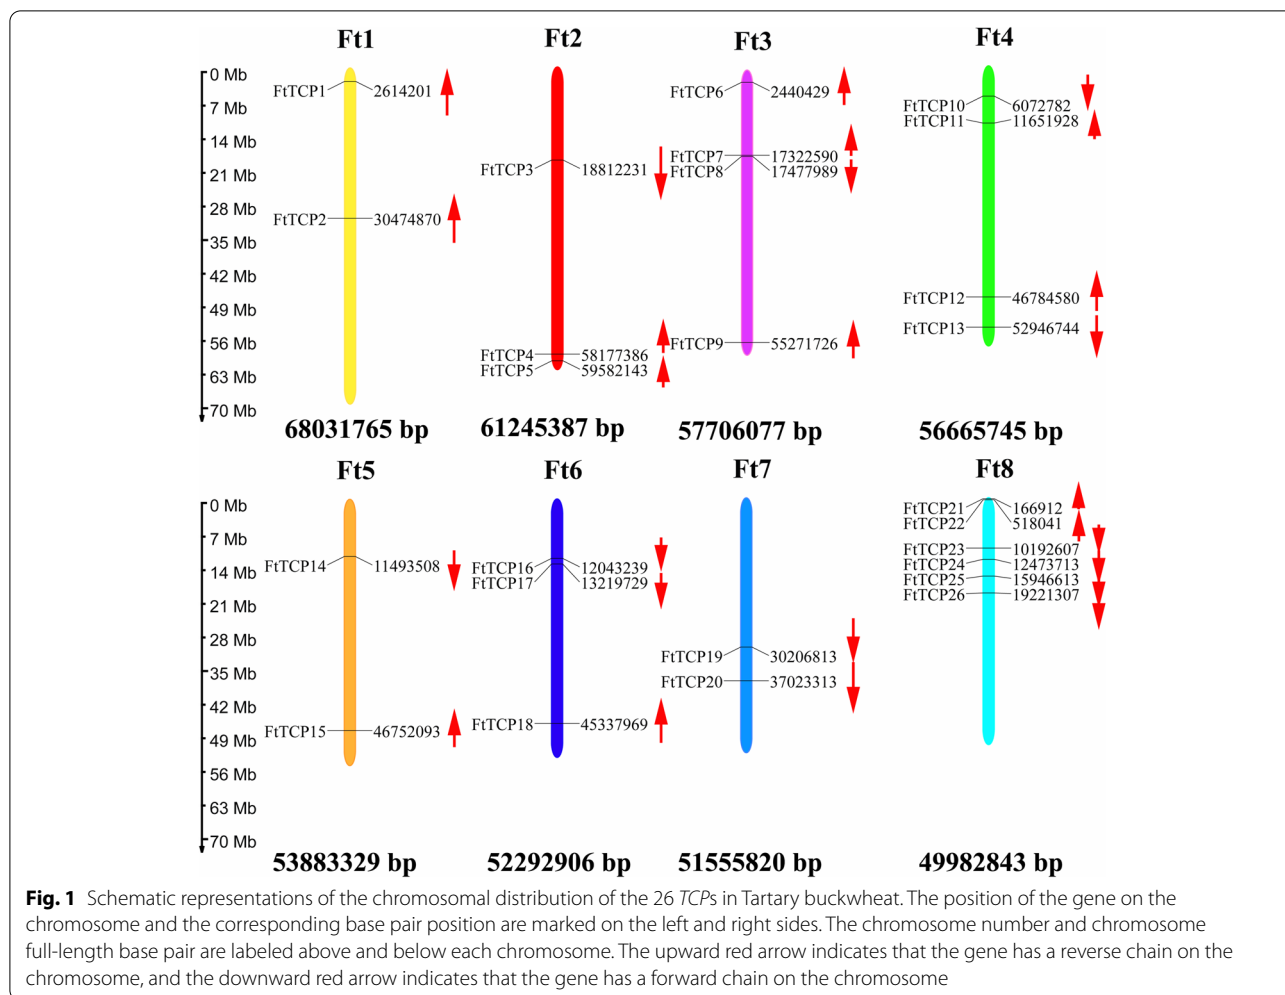 Ft1
Ft2
Ft3
Ft4
0 Mb
7 Mb
14 Mb
21 Mb
28 Mb
35 Mb
42 Mb
49 Mb
56 Mb
63 Mb
70 Mb
FtTCP1 2614201
FtTCP2 30474870
68031765 bp
FtTCP3 18812231
FtTCP4 58177386
FtTCP5 59582143
61245387 bp
FtTCP6 2440429
FtTCP7 17322590
FtTCP8 17477989
FtTCP9 55271726
57706077 bp
FtTCP10 6072782
FtTCP11 11651928
FtTCP12 46784580
FtTCP13 52946744
56665745 bp
Ft5
Ft6
Ft7
Ft8
0 Mb
7 Mb
14 Mb
21 Mb
28 Mb
35 Mb
42 Mb
49 Mb
56 Mb
63 Mb
70 Mb
FtTCP14 11493508
FtTCP15 46752093
53883329 bp
FtTCP16 12043239
FtTCP17 13219729
FtTCP18 45337969
52292906 bp
FtTCP19 30206813
FtTCP20 37023313
51555820 bp
FtTCP21 166912
FtTCP22 518041
FtTCP23 10192607
FtTCP24 12473713
FtTCP25 15946613
FtTCP26 19221307
49982843 bp
Fig. 1 Schematic representations of the chromosomal distribution of the 26 TCPs in Tartary buckwheat. The position of the gene on the
chromosome and the corresponding base pair position are marked on the left and right sides. The chromosome number and chromosome
full-length base pair are labeled above and below each chromosome. The upward red arrow indicates that the gene has a reverse chain on the
chromosome, and the downward red arrow indicates that the gene has a forward chain on the chromosome